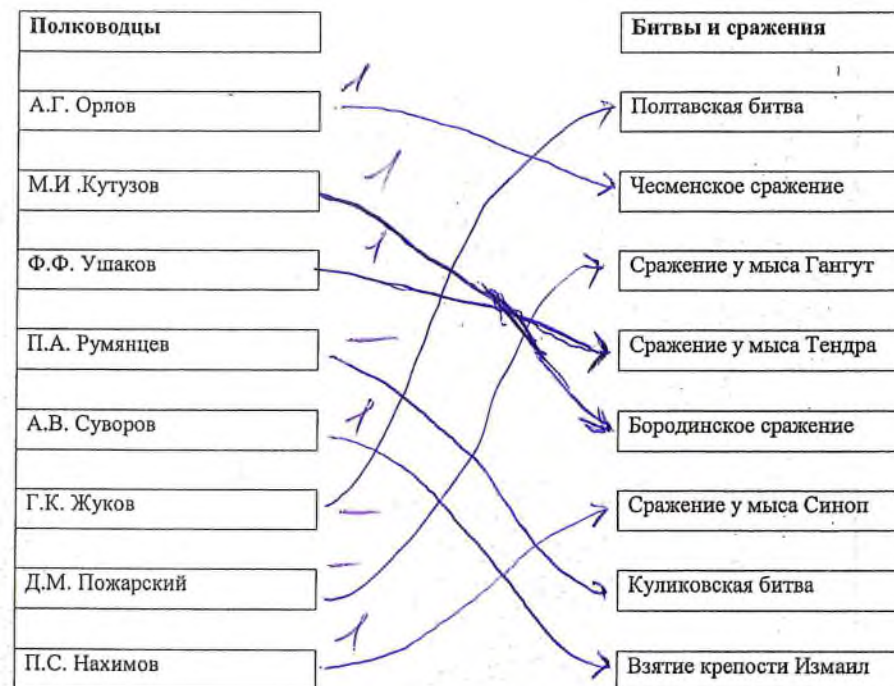 Полководцы Битвы и сражения
1
А.Г. Орлов Полтавская битва
1
М.И .Кутузов Чесменское сражение
1
Ф.Ф. Ушаков Сражение у мыса Гангут
—
П.А. Румянцев Сражение у мыса Тендра
1
А.В. Суворов Бородинское сражение
Г.К. Жуков Сражение у мыса Синоп
—
—
Д.М. Пожарский Куликовская битва
1
П.С. Нахимов Взятие крепости Измаил